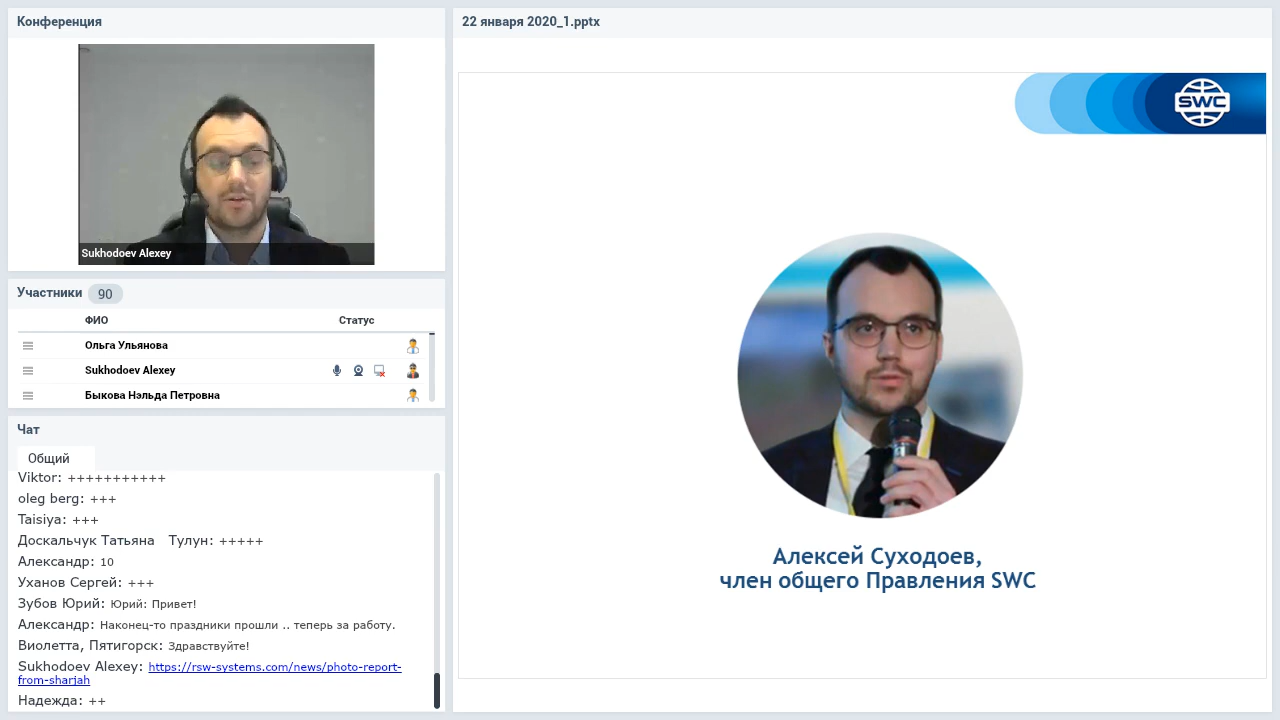 Конференция
Sukhodoev Alexey
Участники 90
ФИО Статус
Ольга Ульянова
Sukhodoev Alexey
Быкова Нэльда Петровна
Чат
Общий
Viktor: +++++++++++
oleg berg: +++
Taisiya: +++
Доскальчук Татьяна Тулун: +++++
Александр: 10
Уханов Сергей: +++
Зубов Юрий: Юрий: Привет!
Александр: Наконец-то праздники прошли .. теперь за работу.
Виолетта, Пятигорск: Здравствуйте!
Sukhodoev Alexey: https://rsw-systems.com/news/photo-report-
from-sharjah
Надежда: ++
22 января 2020_1.pptx
SWC
Алексей Суходоев,
член общего Правления SWC